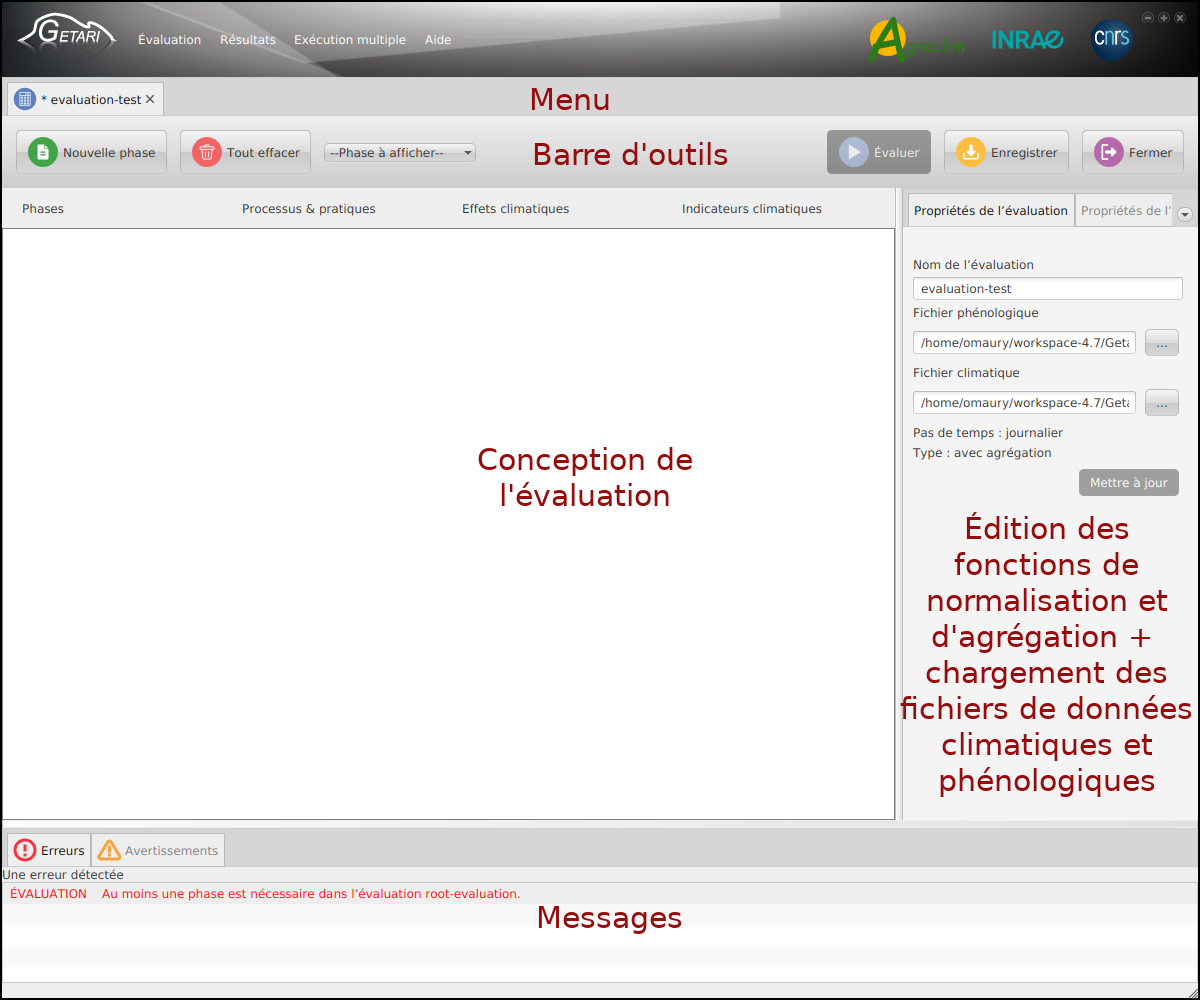 GETARI
Évaluation Résultats Exécution multiple Aide
Agroclim INRAE cnrs
* evaluation-test
Menu
Nouvelle phase Tout effacer --Phase à afficher-- Barre d'outils Évaluer Enregistrer Fermer
Phases Processus & pratiques Effets climatiques Indicateurs climatiques
Propriétés de l’évaluation Propriétés de l’
Nom de l’évaluation
evaluation-test
Fichier phénologique
/home/omaury/workspace-4.7/Geta ...
Fichier climatique
/home/omaury/workspace-4.7/Geta ...
Pas de temps : journalier
Type : avec agrégation
Mettre à jour
Conception de
l'évaluation
Édition des
fonctions de
normalisation et
d'agrégation +
chargement des
fichiers de données
climatiques et
phénologiques
Erreurs Avertissements
Une erreur détectée
ÉVALUATION Au moins une phase est nécessaire dans l’évaluation root-evaluation.
Messages